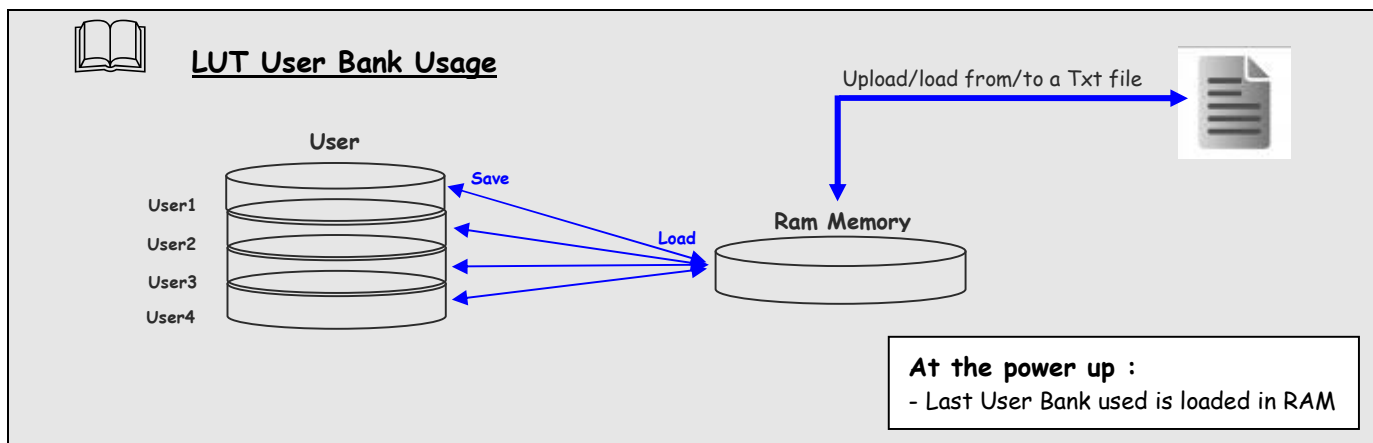 LUT User Bank Usage
Upload/load from/to a Txt file
User
Save
User1
Ram Memory
Load
User2
User3
User4
At the power up :
- Last User Bank used is loaded in RAM